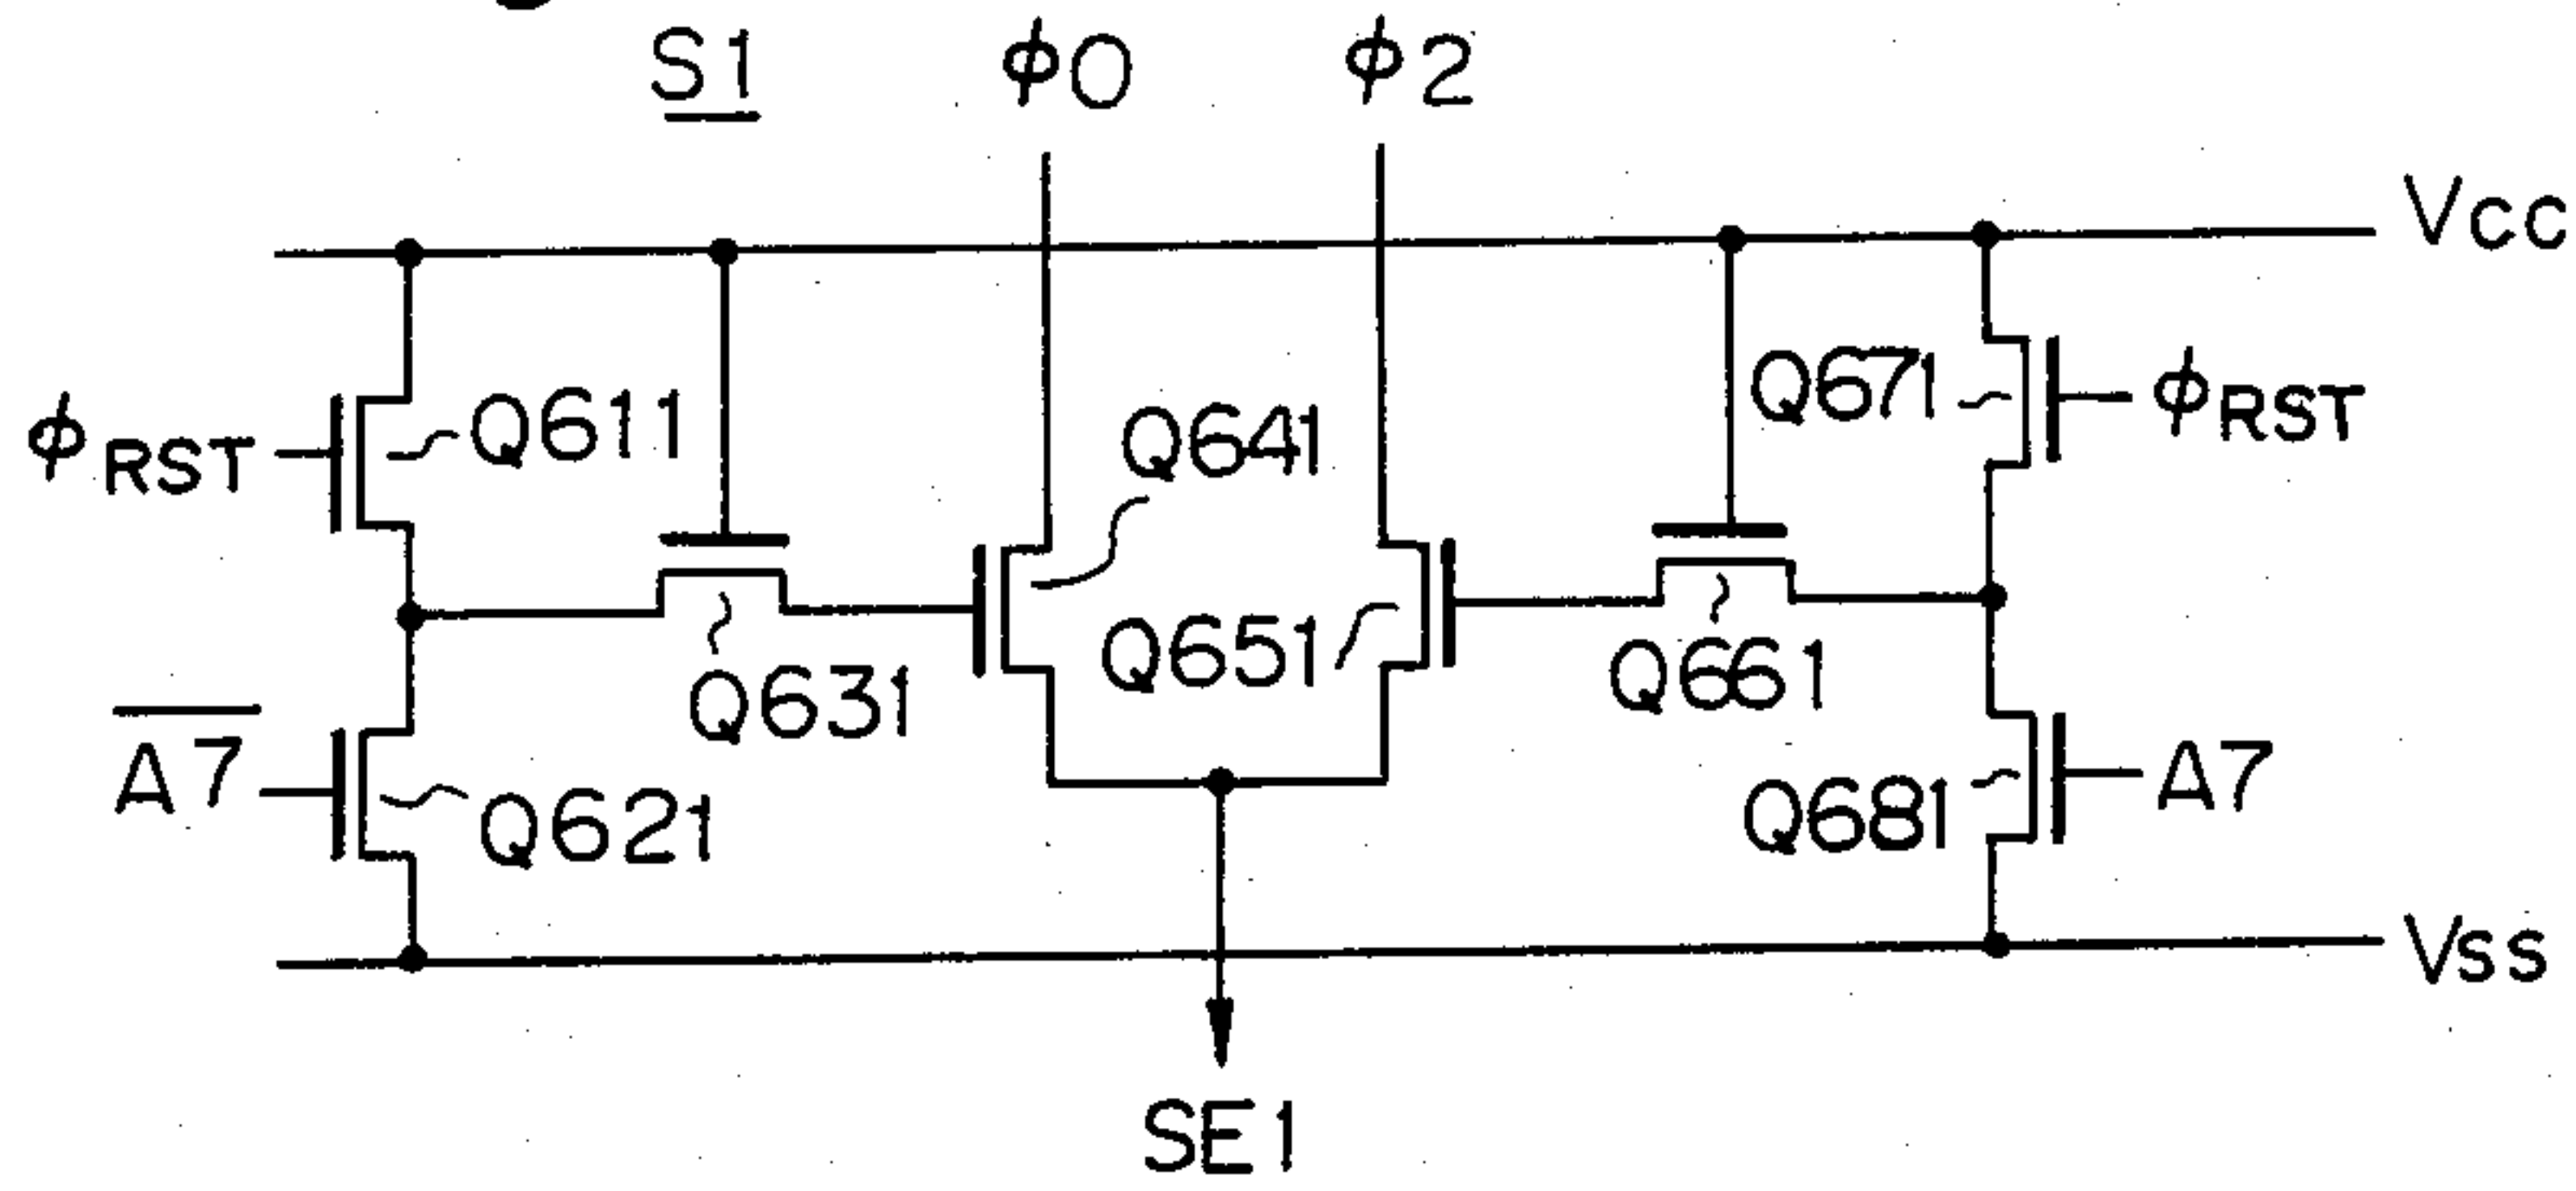 S1
ϕ0
ϕ2
Vcc
Q671
ϕRST
ϕRST
Q611
Q641
Q651
Q661
Q631
A7
Q621
Q681
A7
Vss
SE1